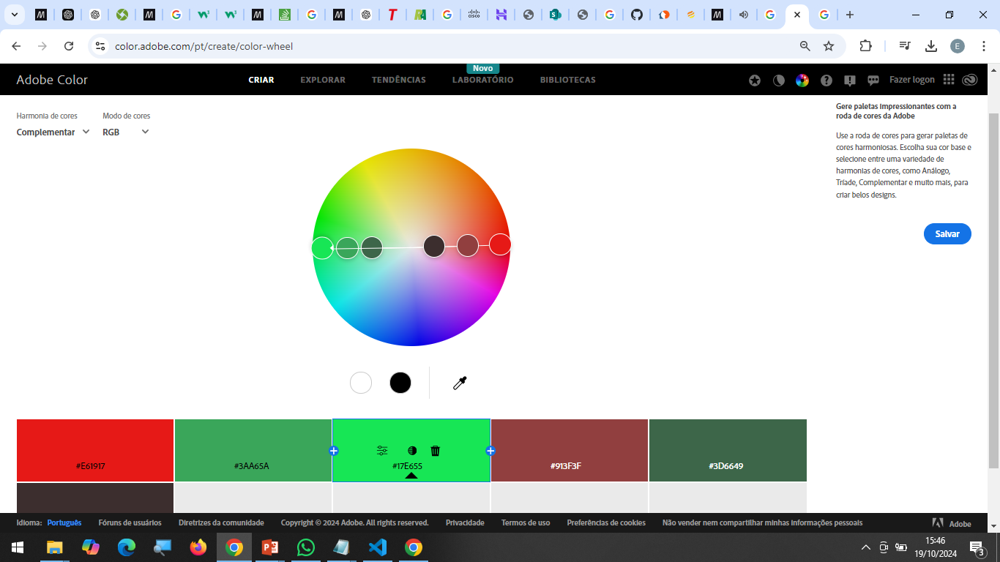 color.adobe.com/pt/create/color-wheel
E
Adobe Color
CRIAR
EXPLORAR
TENDÊNCIAS
Novo
LABORATÓRIO
BIBLIOTECAS
Fazer logon
Harmonia de cores
Complementar
Modo de cores
RGB
Gere paletas impressionantes com a
roda de cores da Adobe
Use a roda de cores para gerar paletas de
cores harmoniosas. Escolha sua cor base e
selecione entre uma variedade de
harmonias de cores, como Análogo,
Tríade, Complementar e muito mais, para
criar belos designs.
Salvar
#E61917
#3AA65A
#17E655
#913F3F
#3D6649
Idioma: Português
Fóruns de usuários
Diretrizes da comunidade
Copyright © 2024 Adobe. All rights reserved.
Privacidade
Termos de uso
Preferências de cookies
Não vender nem compartilhar minhas informações pessoais
Adobe
15:46
19/10/2024
3